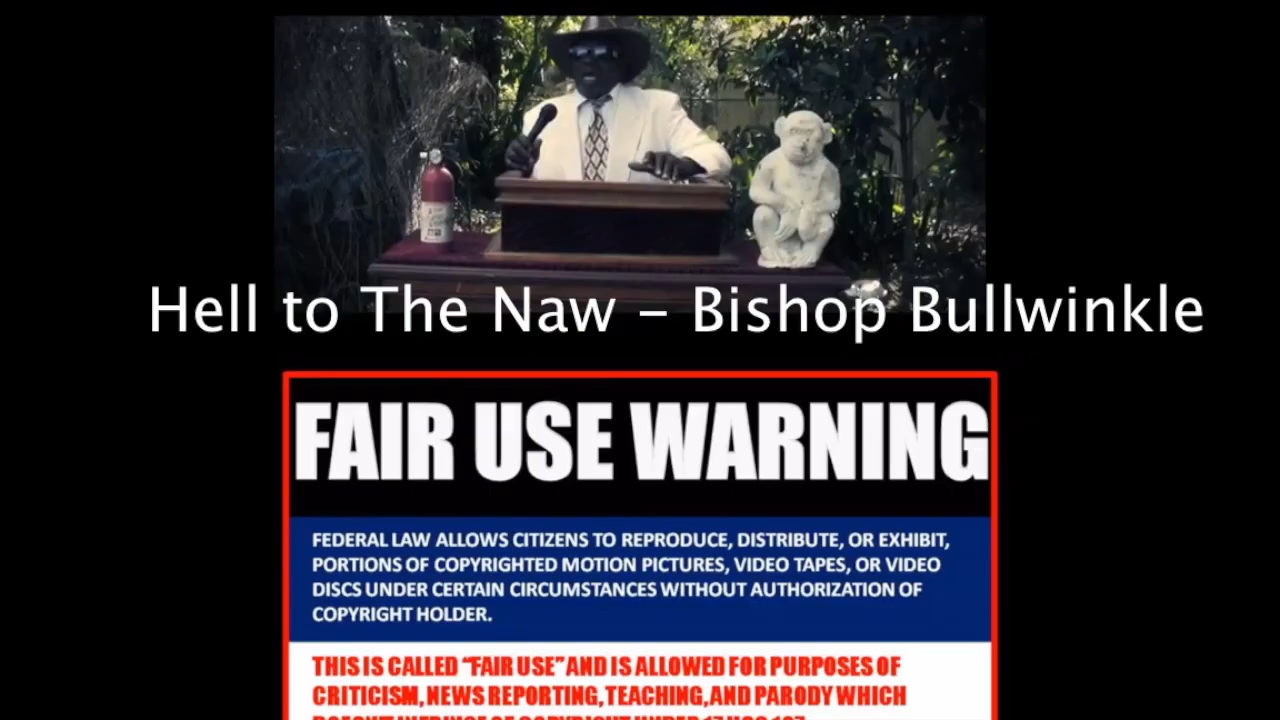 Hell to The Naw – Bishop Bullwinkle
FAIR USE WARNING
FEDERAL LAW ALLOWS CITIZENS TO REPRODUCE, DISTRIBUTE, OR EXHIBIT,
PORTIONS OF COPYRIGHTED MOTION PICTURES, VIDEO TAPES, OR VIDEO
DISCS UNDER CERTAIN CIRCUMSTANCES WITHOUT AUTHORIZATION OF
COPYRIGHT HOLDER.
THIS IS CALLED “FAIR USE” AND IS ALLOWED FOR PURPOSES OF
CRITICISM, NEWS REPORTING, TEACHING, AND PARODY WHICH